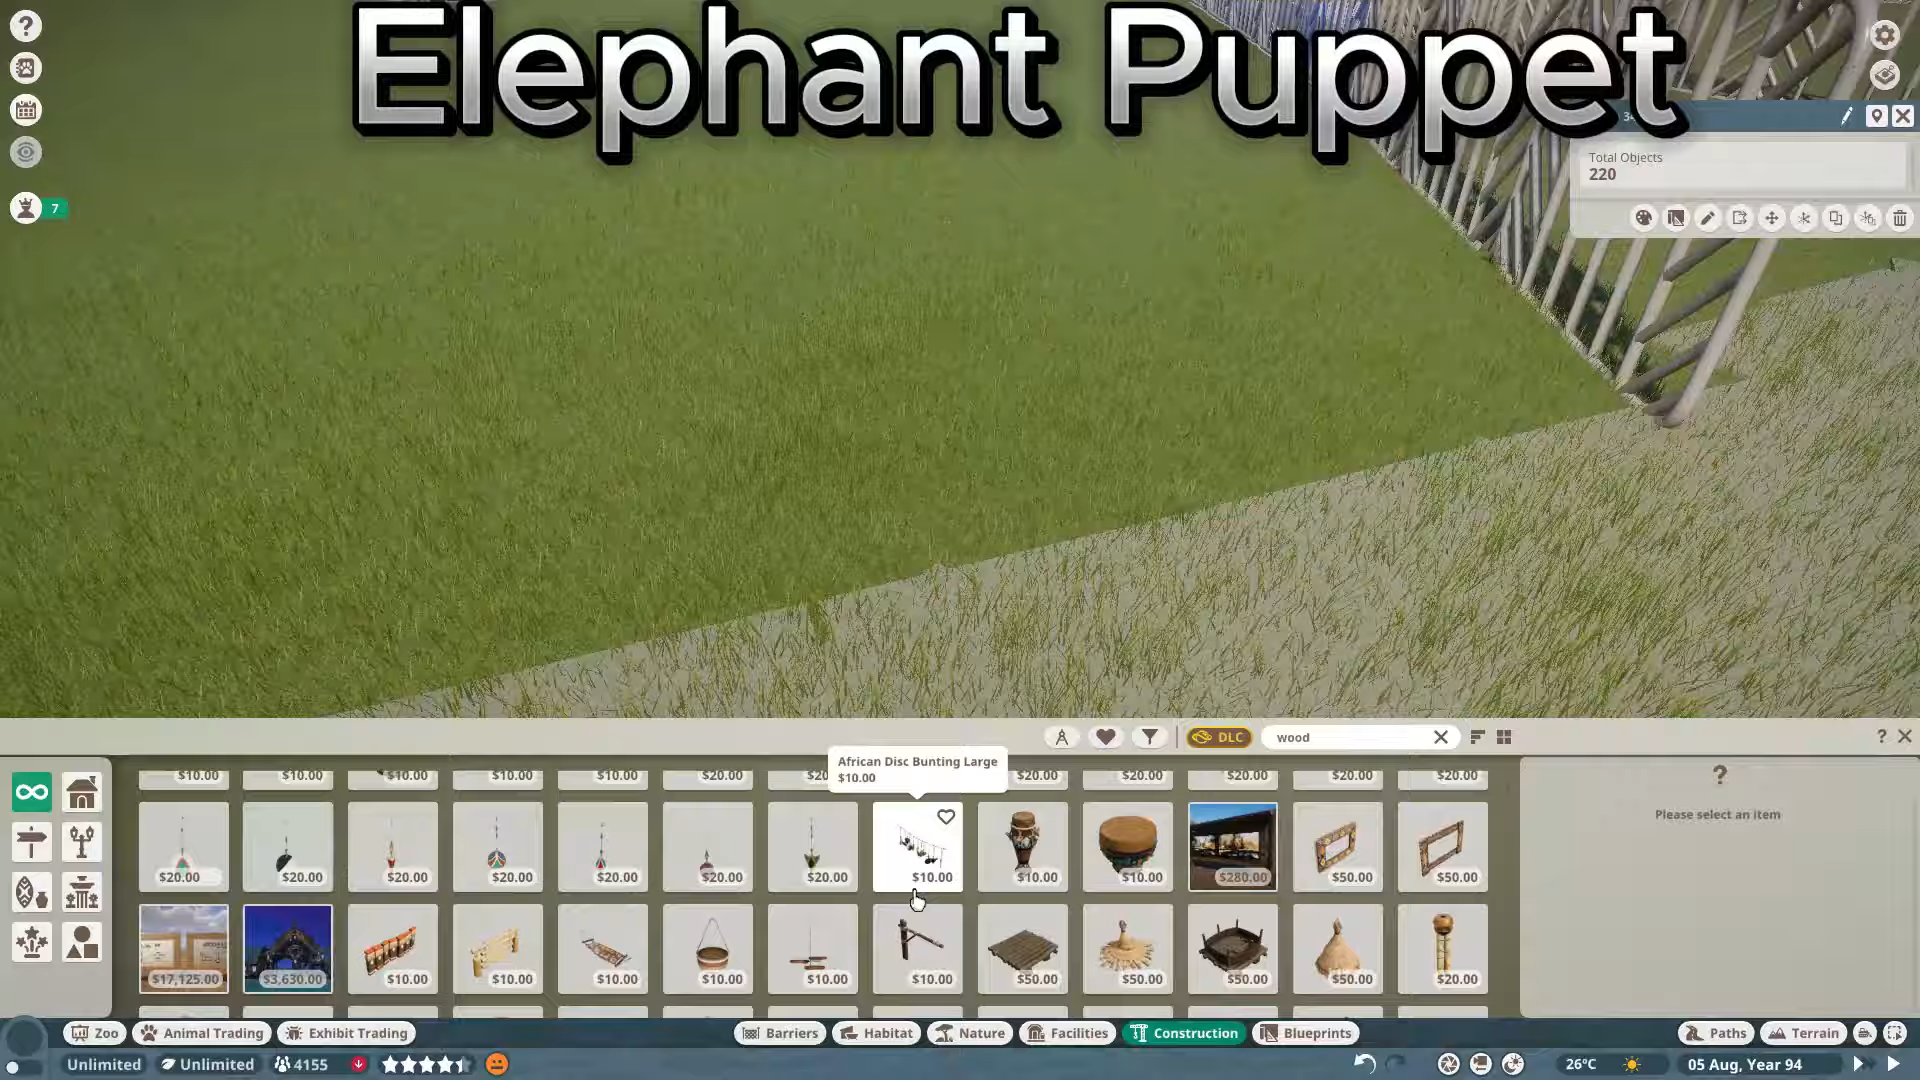 Elephant Puppet
7
Total Objects
220
DLC
wood
African Disc Bunting Large
$10.00
$10.00 $10.00 $10.00 $10.00 $10.00 $20.00 $20.00 $20.00 $20.00 $20.00 $20.00
$20.00 $20.00 $20.00 $20.00 $20.00 $20.00 $20.00 $10.00 $10.00 $10.00 $280.00 $50.00 $50.00
$17,125.00 $3,630.00 $10.00 $10.00 $10.00 $10.00 $10.00 $10.00 $50.00 $50.00 $50.00 $50.00 $20.00
?
Please select an item
Zoo Animal Trading Exhibit Trading Barriers Habitat Nature Facilities Construction Blueprints Paths Terrain
Unlimited Unlimited 4155 26°C 05 Aug, Year 94